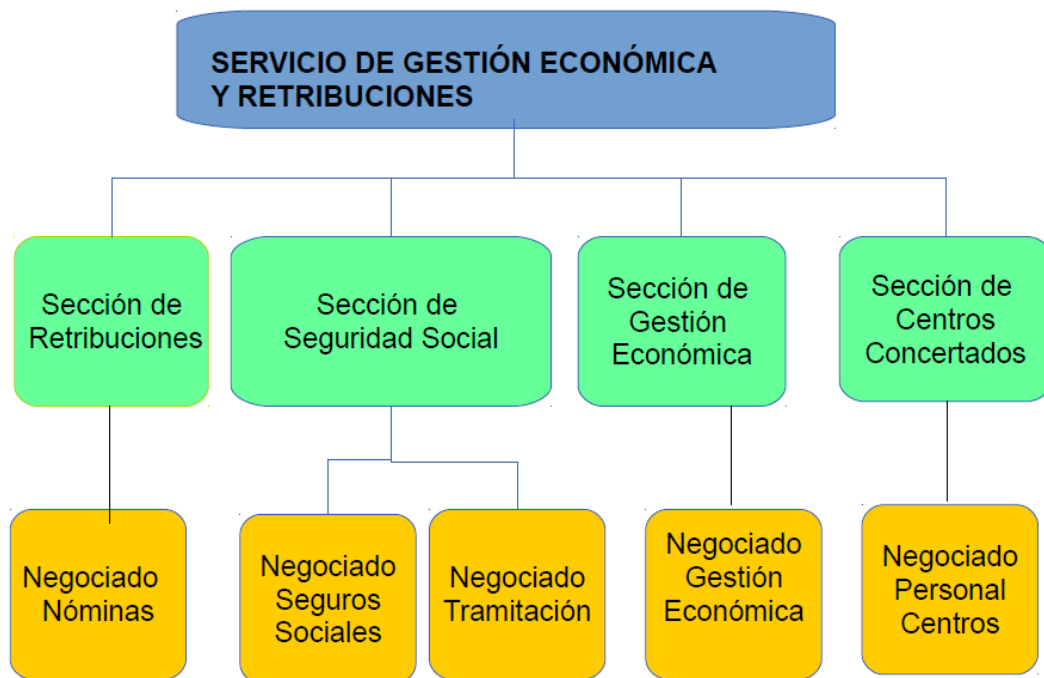 SERVICIO DE GESTIÓN ECONÓMICA
Y RETRIBUCIONES
Sección de
Retribuciones
Sección de
Seguridad Social
Sección de
Gestión
Económica
Sección de
Centros
Concertados
Negociado
Nóminas
Negociado
Seguros
Sociales
Negociado
Tramitación
Negociado
Gestión
Económica
Negociado
Personal
Centros